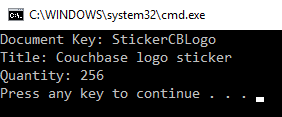 C:\WINDOWS\system32\cmd.exe
Document Key: StickerCBLogo
Title: Couchbase logo sticker
Quantity: 256
Press any key to continue . . .